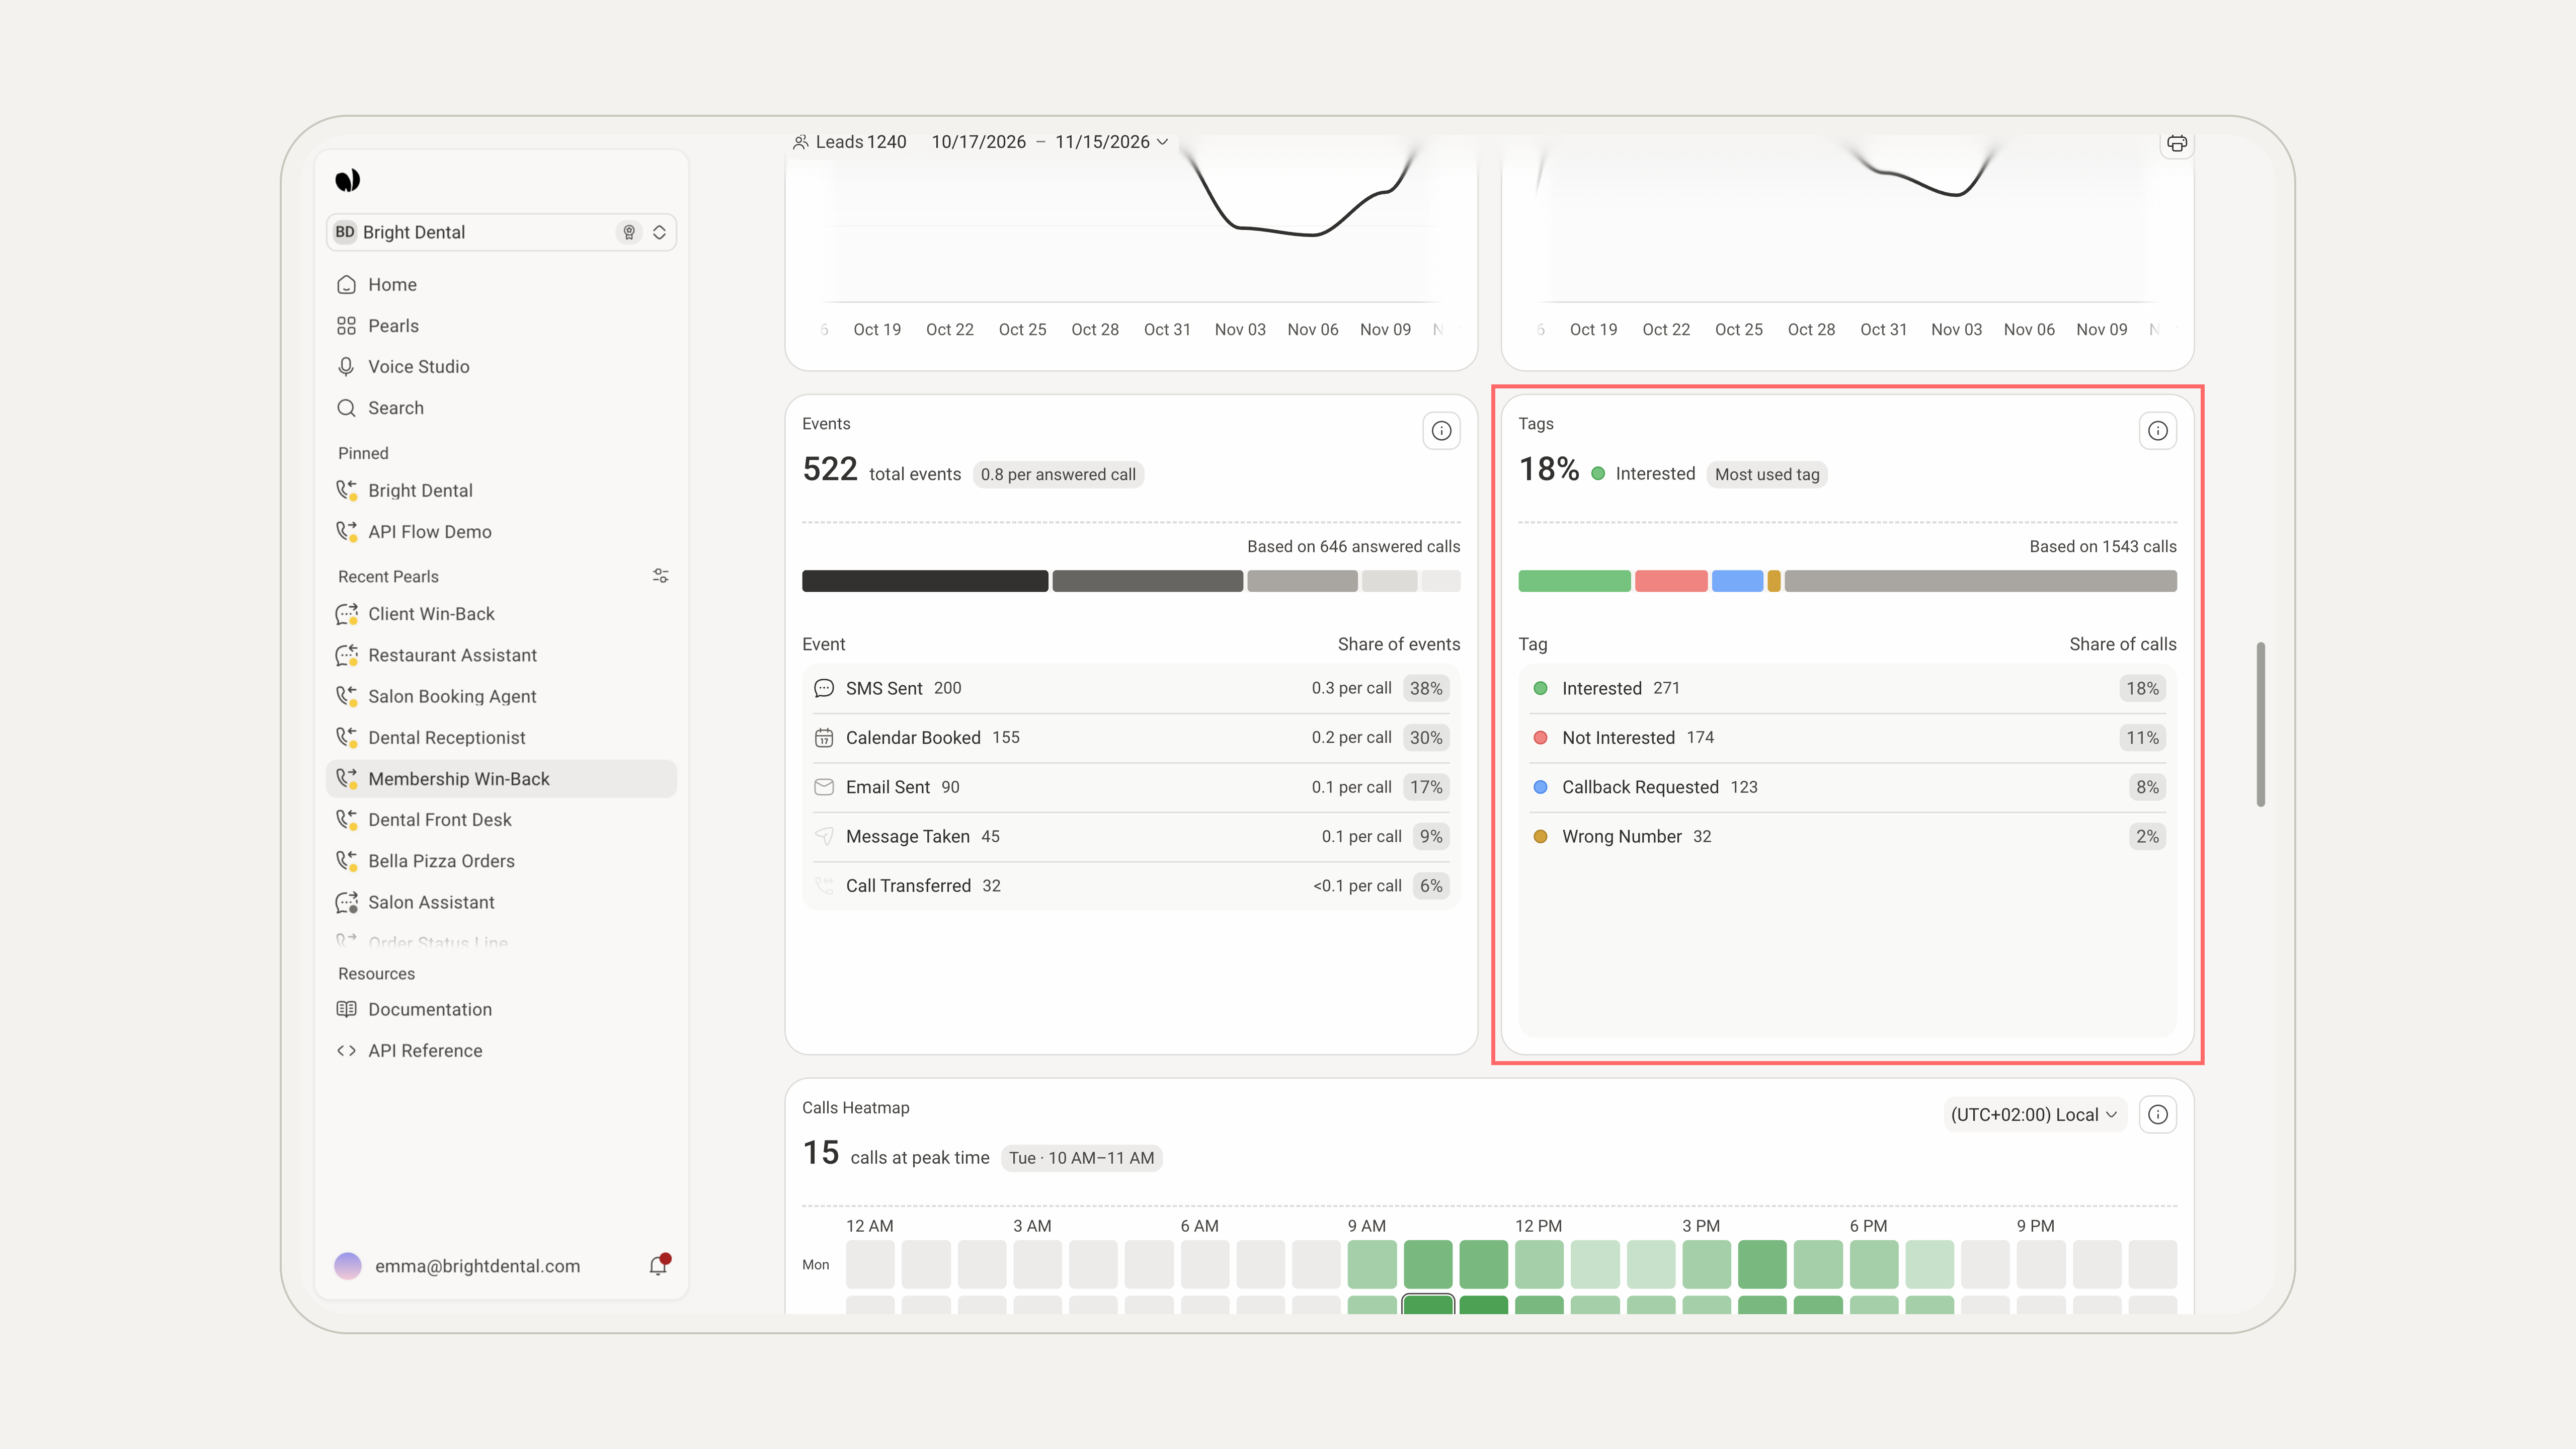 Leads 1240 10/17/2026 – 11/15/2026
BD Bright Dental
Home
Pearls
Voice Studio
Search
Pinned
Bright Dental
API Flow Demo
Recent Pearls
Client Win-Back
Restaurant Assistant
Salon Booking Agent
Dental Receptionist
Membership Win-Back
Dental Front Desk
Bella Pizza Orders
Salon Assistant
Order Status Line
Resources
Documentation
API Reference
emma@brightdental.com
6 Oct 19 Oct 22 Oct 25 Oct 28 Oct 31 Nov 03 Nov 06 Nov 09 N
6 Oct 19 Oct 22 Oct 25 Oct 28 Oct 31 Nov 03 Nov 06 Nov 09 N
Events
522 total events 0.8 per answered call
Based on 646 answered calls
Event Share of events
SMS Sent 200 0.3 per call 38%
17
Calendar Booked 155 0.2 per call 30%
Email Sent 90 0.1 per call 17%
Message Taken 45 0.1 per call 9%
Call Transferred 32 <0.1 per call 6%
Tags
18% Interested Most used tag
Based on 1543 calls
Tag Share of calls
Interested 271 18%
Not Interested 174 11%
Callback Requested 123 8%
Wrong Number 32 2%
Calls Heatmap
(UTC+02:00) Local
15 calls at peak time Tue · 10 AM–11 AM
12 AM 3 AM 6 AM 9 AM 12 PM 3 PM 6 PM 9 PM
Mon